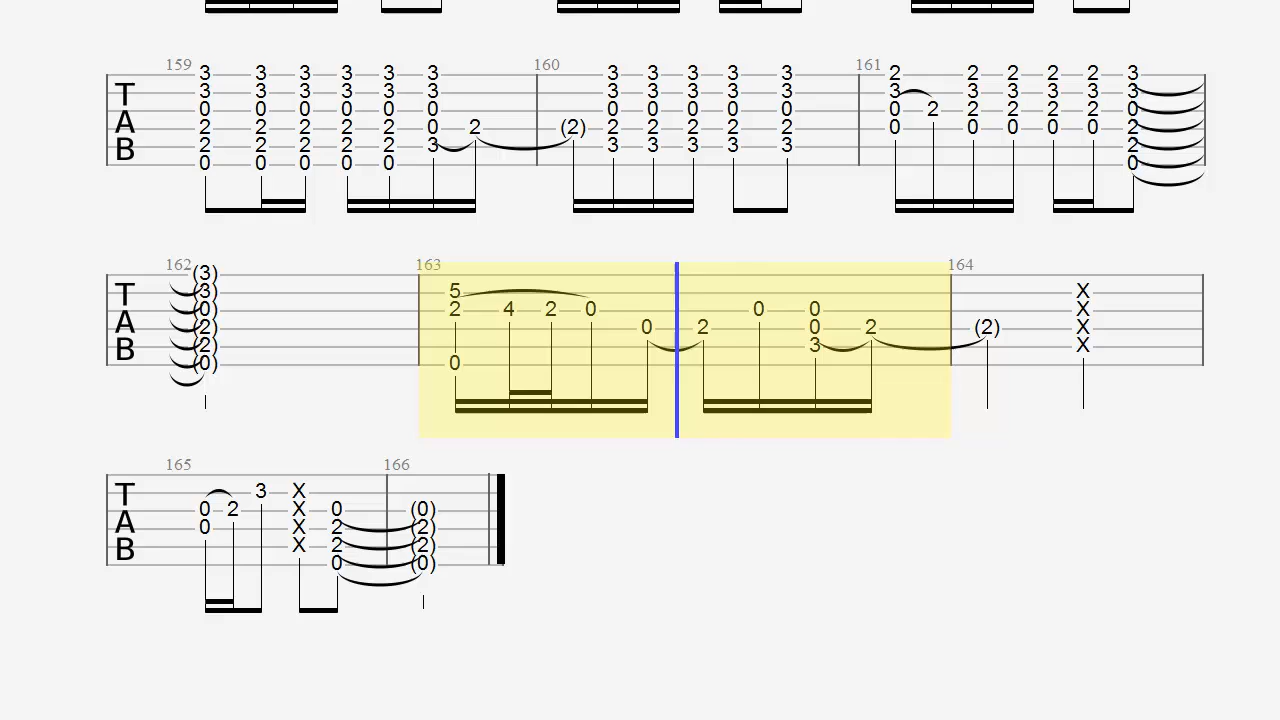 159 160 161
3 3 3 3 3 3 3 3 3 3 3 2 2 2 2 2 3
T 3 3 3 3 3 3 3 3 3 3 3 3 3 3 3 3 3
0 0 0 0 0 0 0 0 0 0 0 0 2 2 2 2 2 0
A 2 2 2 2 2 0 2 (2) 2 2 2 2 2 0 0 0 0 0 2
B 2 2 2 2 2 3 3 3 3 3 3 2
0 0 0 0 0 0
162 163 164
(3)
T (3) 5 X
(0) 2 4 2 0 0 0 X
A (2) 0 2 0 2 (2) X
B (2) 3 X
(0) 0
165 166
T 3 X
0 2 X 0 (0)
A 0 X 2 (2)
B X 2 (2)
0 (0)